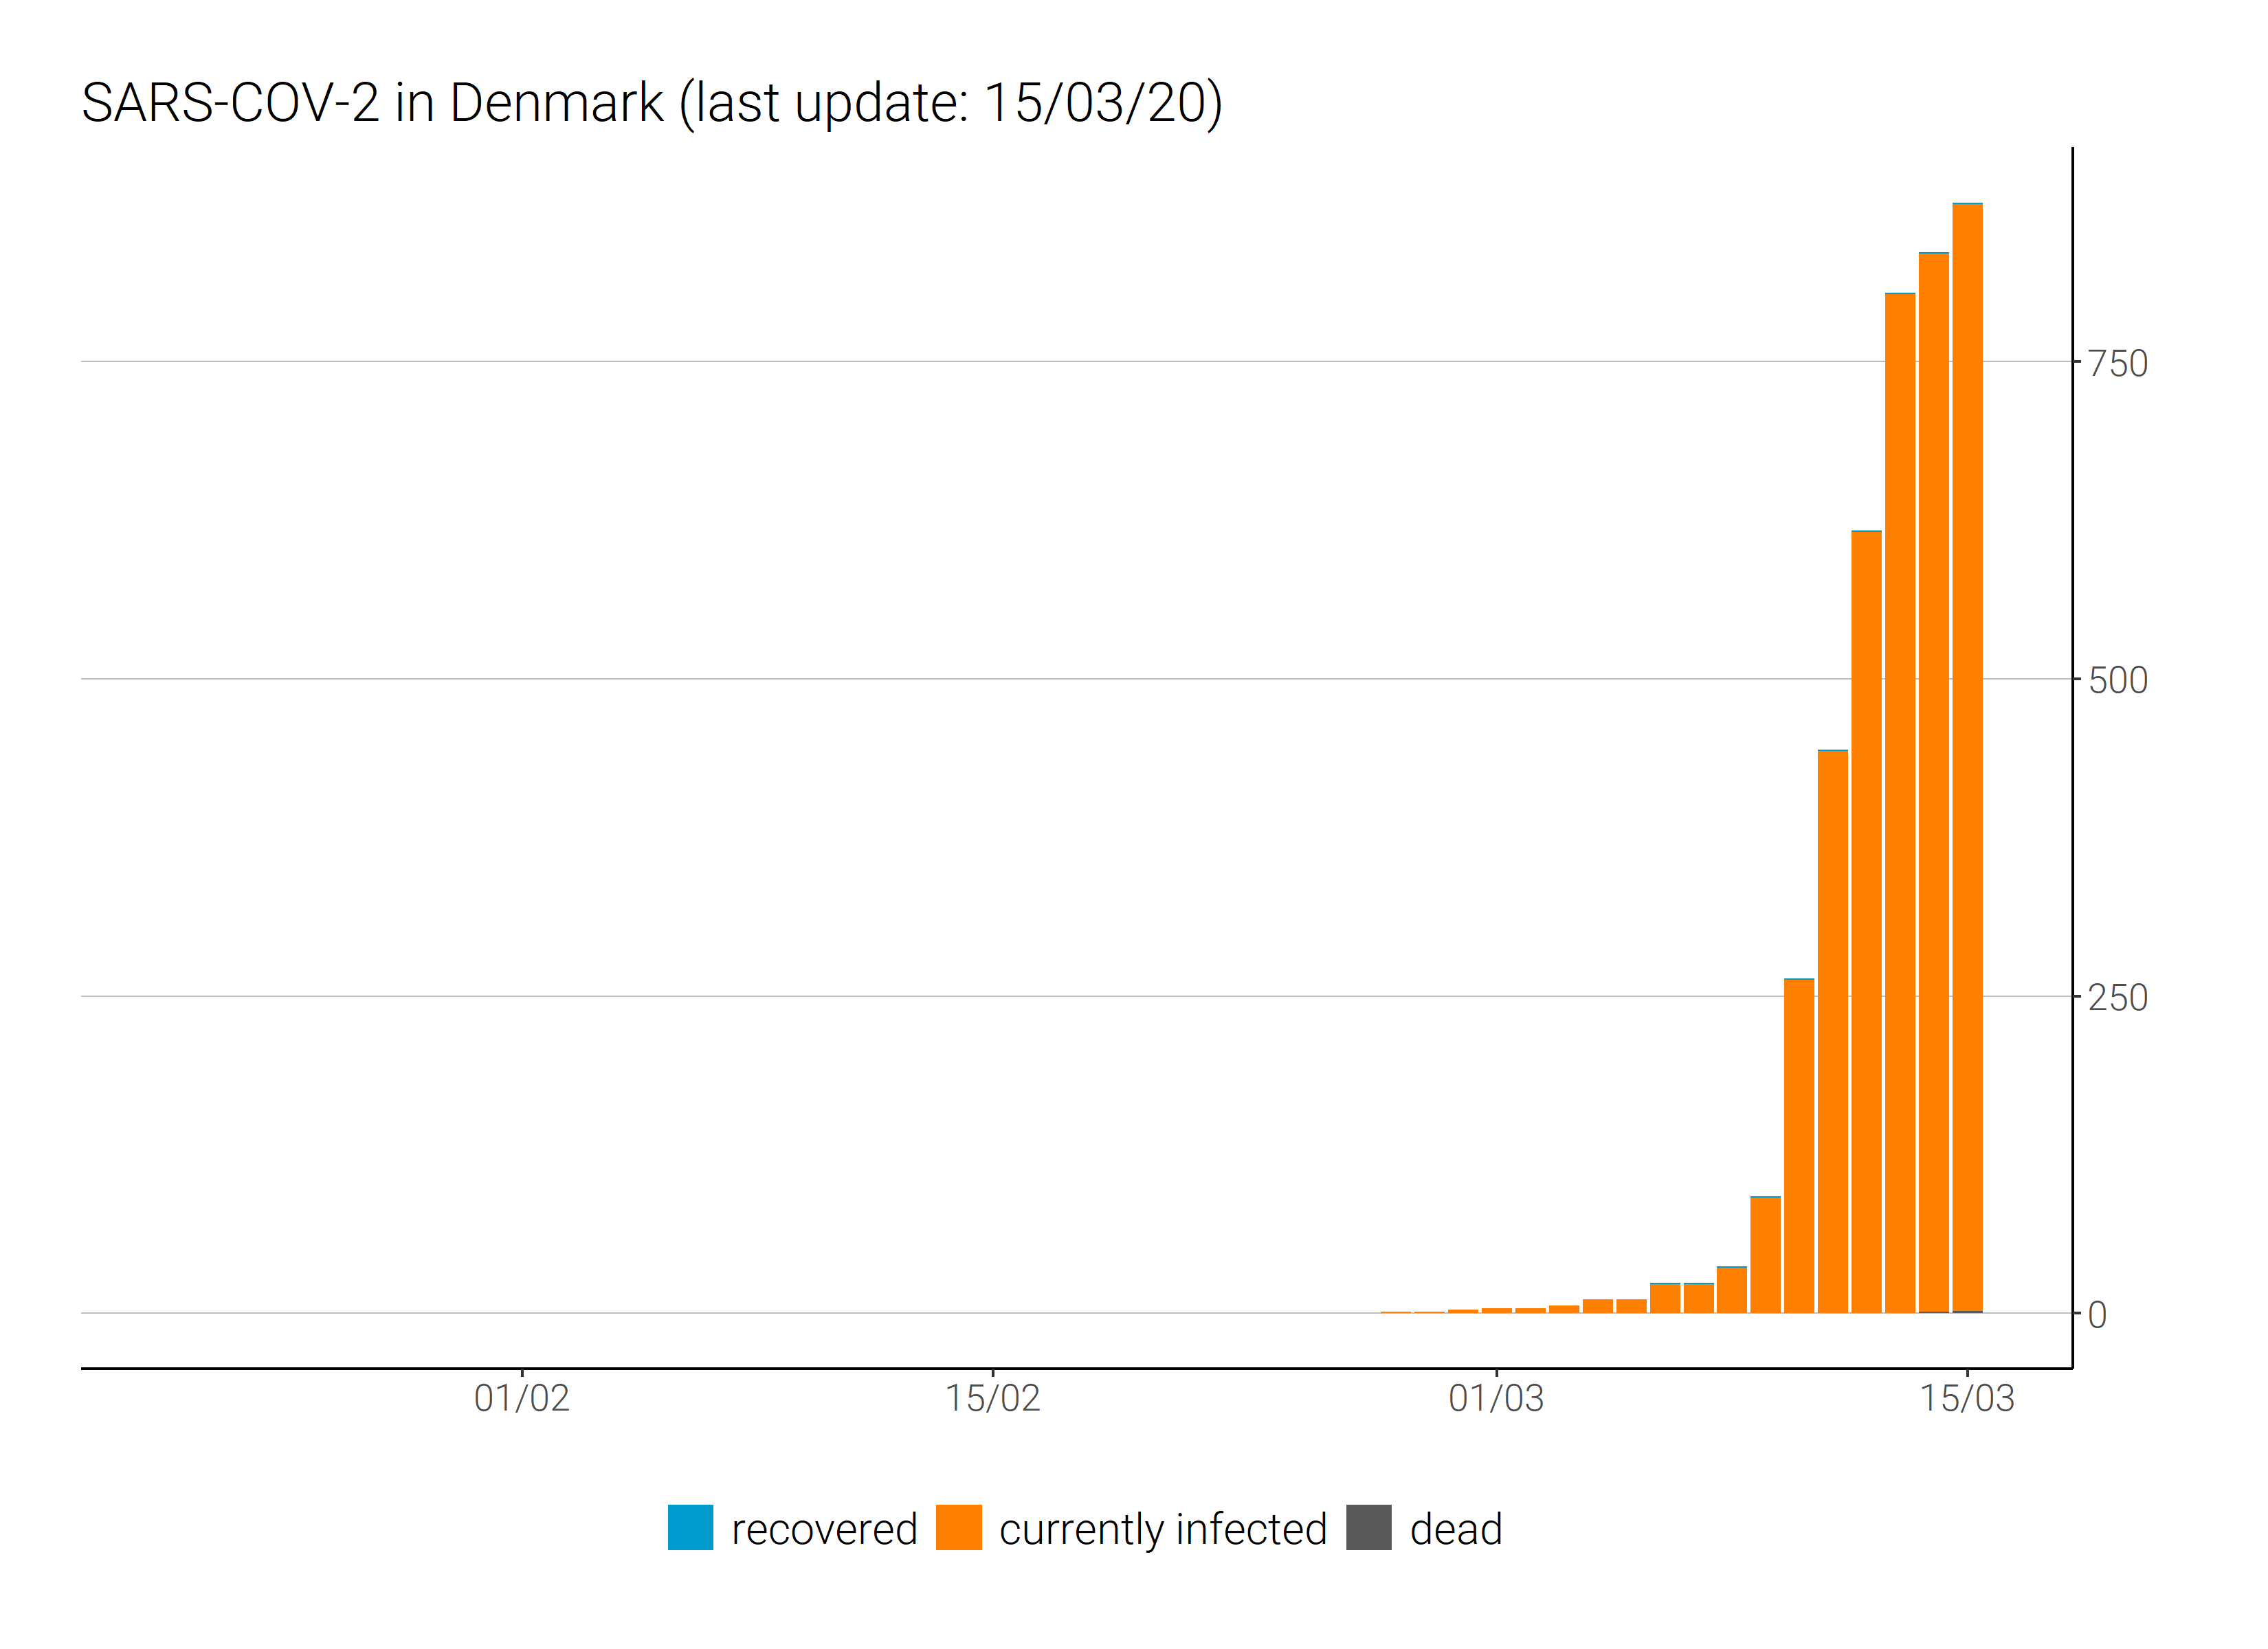 SARS-COV-2 in Denmark (last update: 15/03/20)
750
500
250
0
01/02 15/02 01/03 15/03
recovered currently infected dead